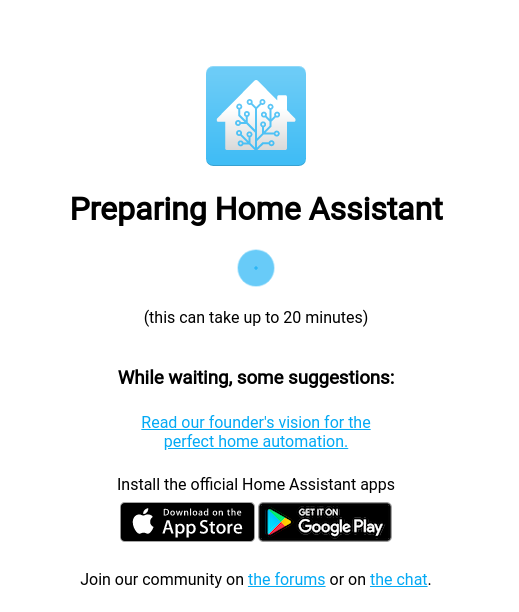 Preparing Home Assistant
(this can take up to 20 minutes)
While waiting, some suggestions:
Read our founder's vision for the
perfect home automation.
Install the official Home Assistant apps
Download on the
App Store
GET IT ON
Google Play
Join our community on the forums or on the chat.